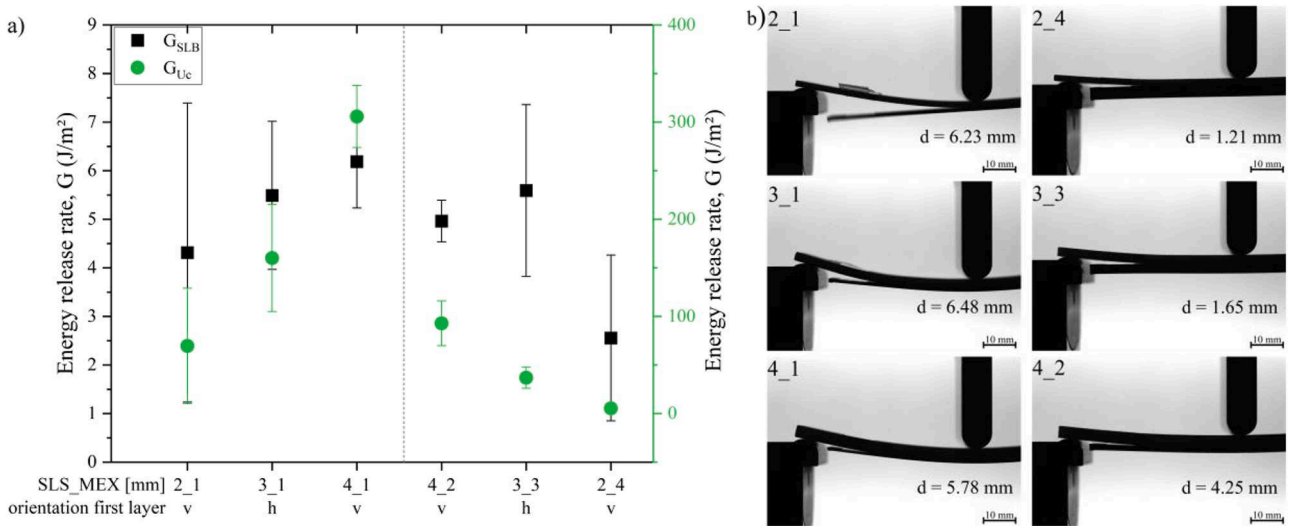 a)
Energy release rate, G (J/m²)
9
8
7
6
5
4
3
2
1
0
G_SLB
G_Uc
400
300
200
100
0
Energy release rate, G (J/m²)
SLS_MEX [mm] 2_1 3_1 4_1 4_2 3_3 2_4
orientation first layer v h v v h v
b)
2_1
d = 6.23 mm
10 mm
2_4
d = 1.21 mm
10 mm
3_1
d = 6.48 mm
10 mm
3_3
d = 1.65 mm
10 mm
4_1
d = 5.78 mm
10 mm
4_2
d = 4.25 mm
10 mm